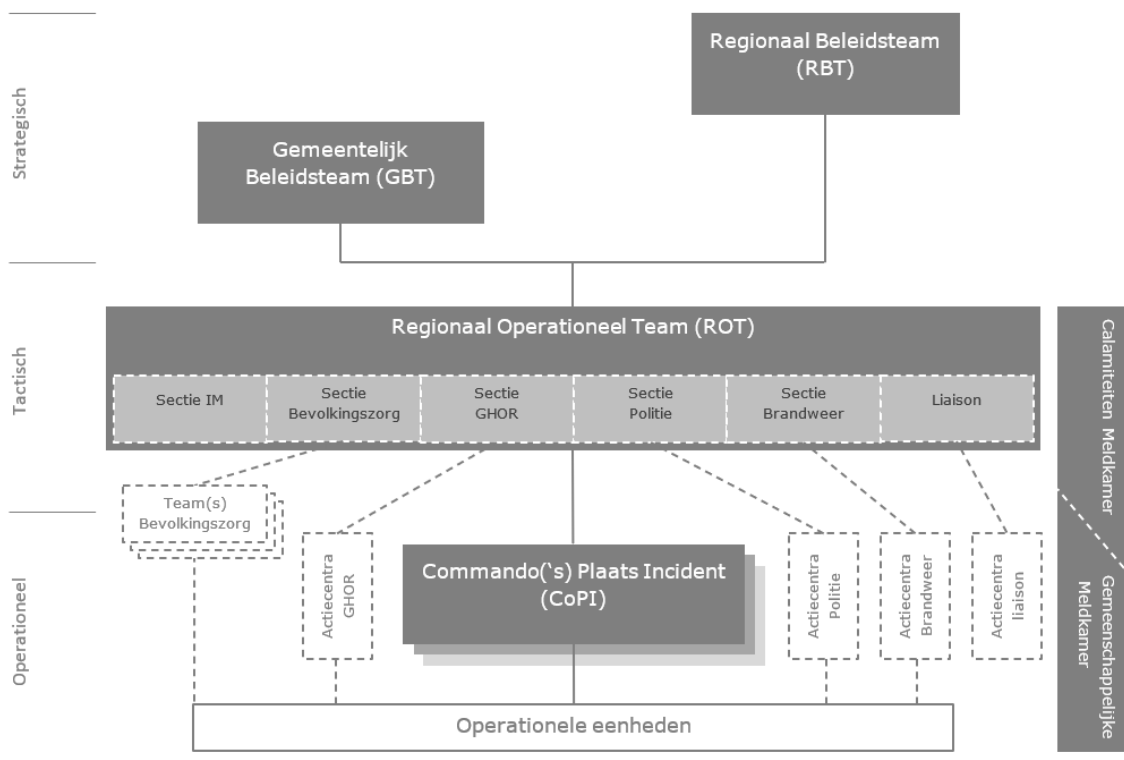 Strategisch
Regionaal Beleidsteam
(RBT)
Gemeentelijk
Beleidsteam (GBT)
Tactisch
Regionaal Operationeel Team (ROT)
Sectie IM
Sectie
Bevolkingszorg
Sectie
GHOR
Sectie
Politie
Sectie
Brandweer
Liaison
Calamiteiten Meldkamer
Operationeel
Team(s)
Bevolkingszorg
Actiecentra
GHOR
Commando(‘s) Plaats Incident
(CoPI)
Actiecentra
Politie
Actiecentra
Brandweer
Actiecentra
liaison
Gemeenschappelijke
Meldkamer
Operationele eenheden